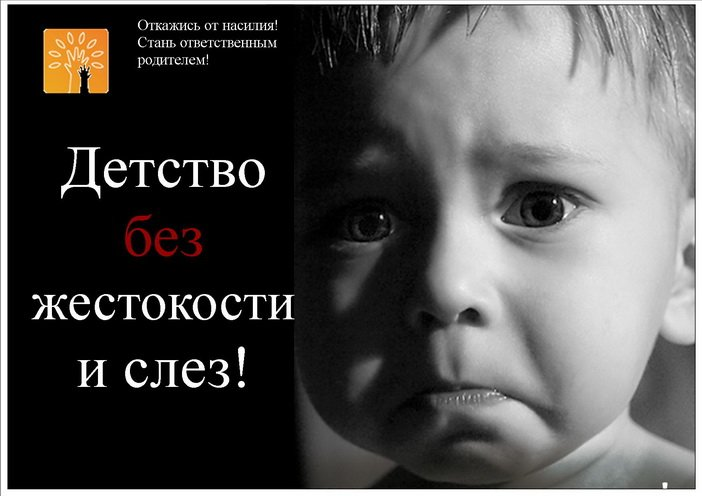 Откажись от насилия!
Стань ответственным
родителем!
Детство
без
жестокости
и слез!